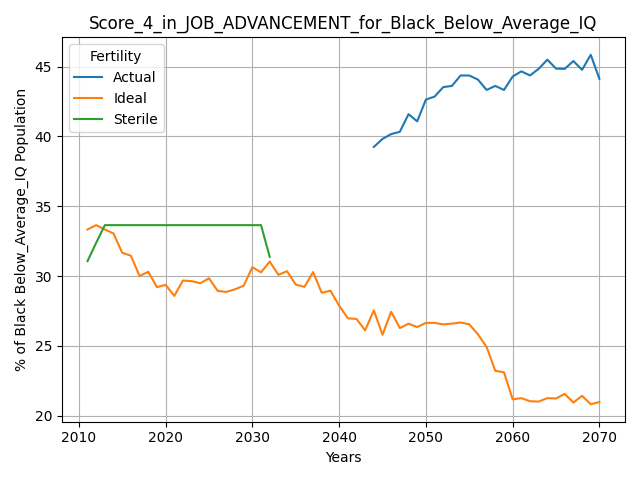 Score_4_in_JOB_ADVANCEMENT_for_Black_Below_Average_IQ
Fertility
Actual
Ideal
Sterile
% of Black Below_Average_IQ Population
45
40
35
30
25
20
2010 2020 2030 2040 2050 2060 2070
Years